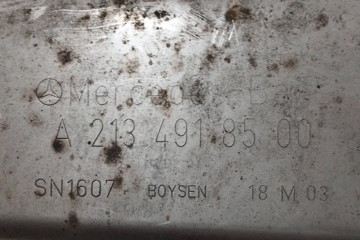 Mercedes-Benz
A 213 491 85 00
SN1607 BOYSEN 18 M 03